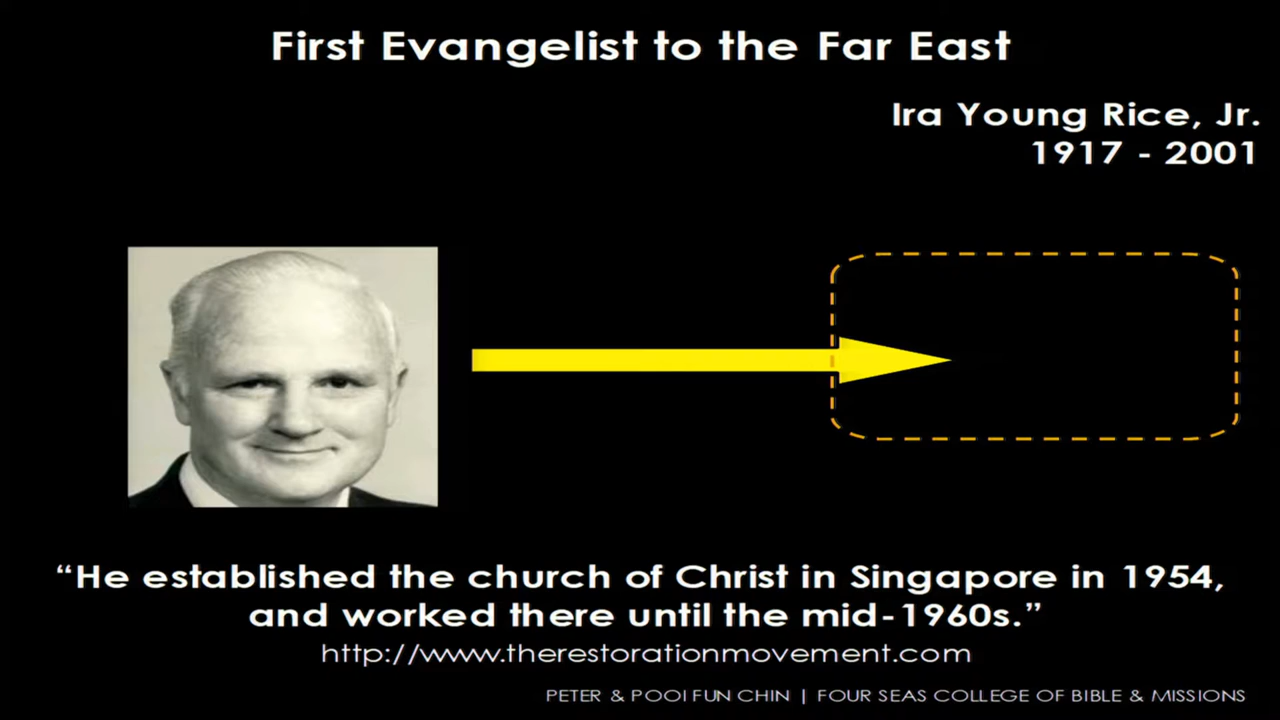 First Evangelist to the Far East
Ira Young Rice, Jr.
1917 - 2001
“He established the church of Christ in Singapore in 1954,
and worked there until the mid-1960s.”
http://www.therestorationmovement.com
PETER & POOI FUN CHIN | FOUR SEAS COLLEGE OF BIBLE & MISSIONS